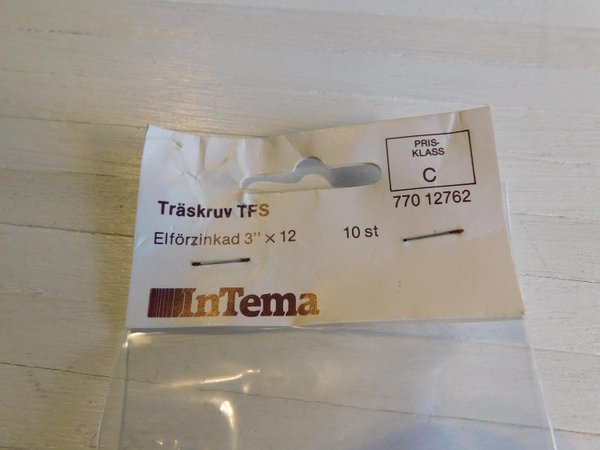 PRIS-
KLASS
C
770 12762
Träskruv TFS
Elförzinkad 3" × 12
10 st
InTema